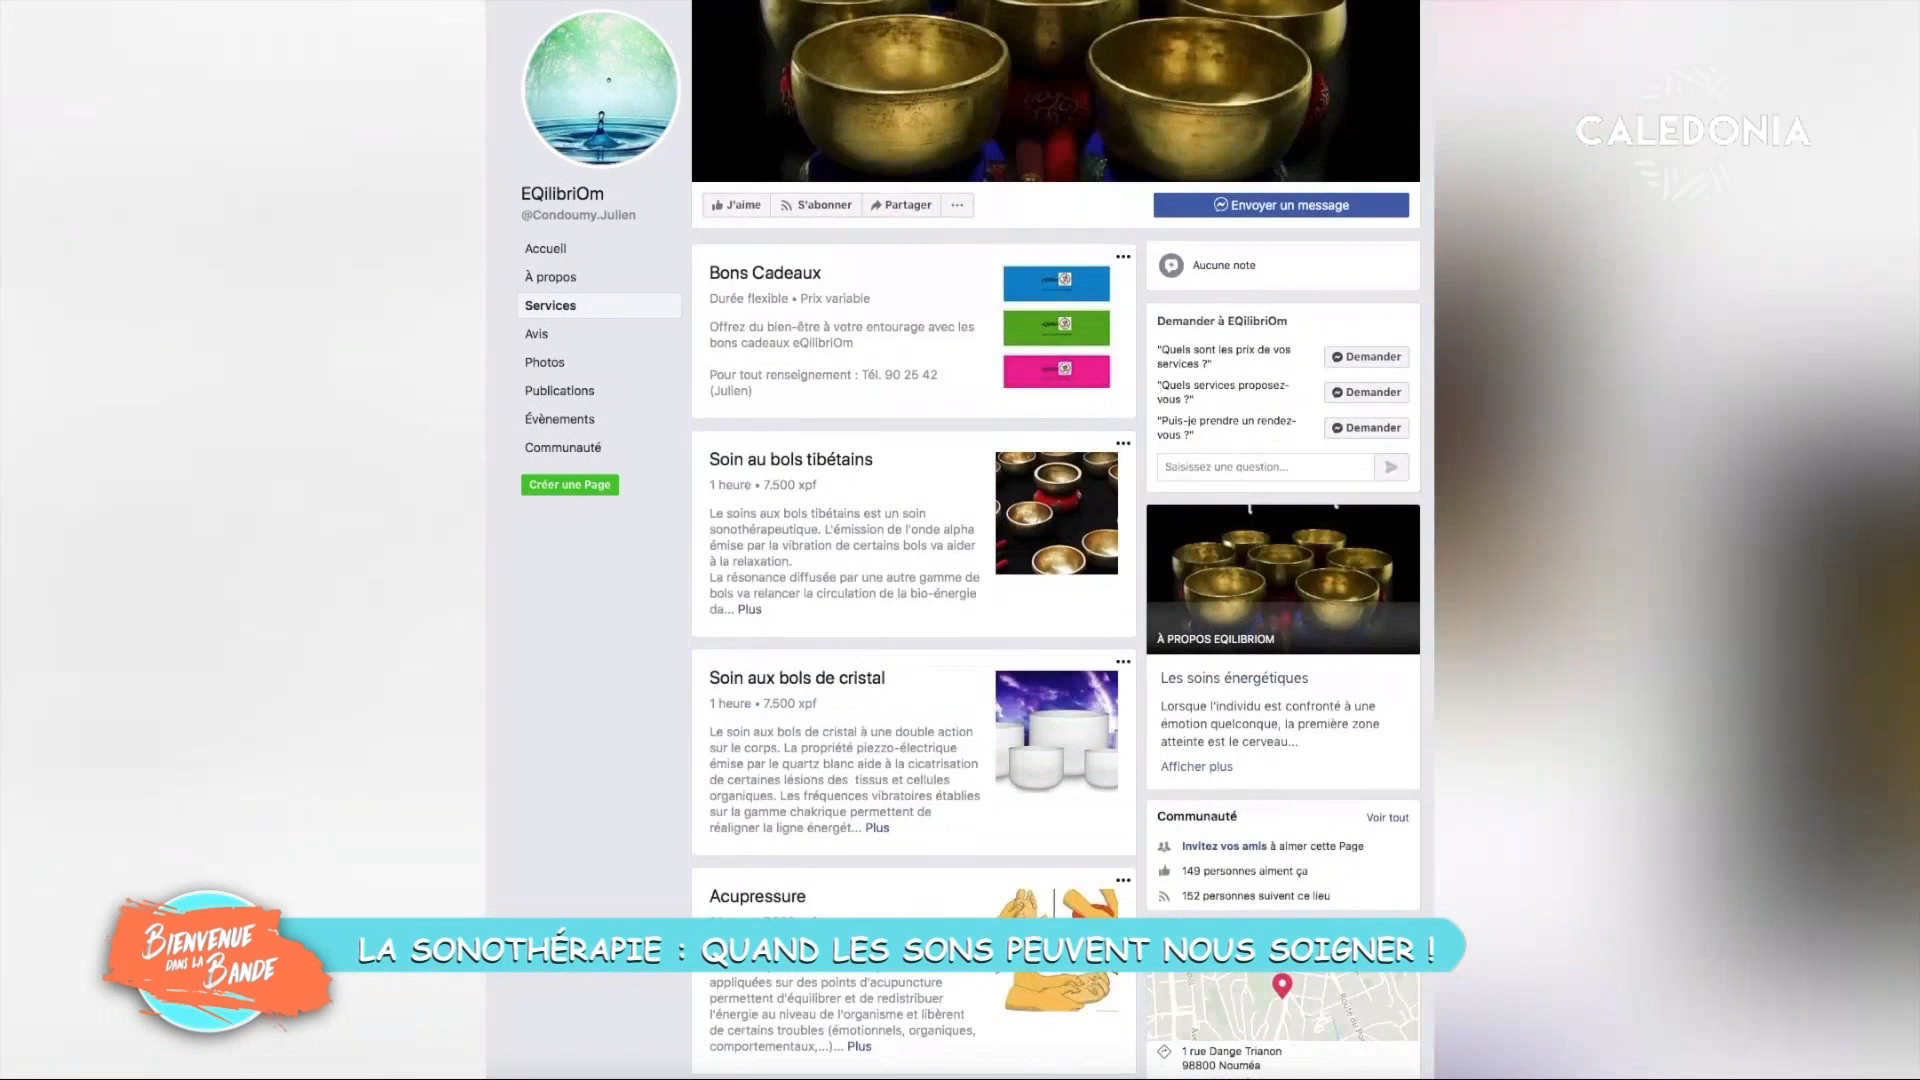 CALEDONIA
EQilibriOm
@Condoumy.Julien
Accueil
À propos
Services
Avis
Photos
Publications
Évènements
Communauté
Créer une Page
J'aime
S'abonner
Partager
Envoyer un message
Bons Cadeaux
Durée flexible • Prix variable
Offrez du bien-être à votre entourage avec les
bons cadeaux eQilibriOm
Pour tout renseignement : Tél. 90 25 42
(Julien)
Soin au bols tibétains
1 heure • 7.500 xpf
Le soins aux bols tibétains est un soin
sonothérapeutique. L'émission de l'onde alpha
émise par la vibration de certains bols va aider
à la relaxation.
La résonance diffusée par une autre gamme de
bols va relancer la circulation de la bio-énergie
da... Plus
Soin aux bols de cristal
1 heure • 7.500 xpf
Le soin aux bols de cristal à une double action
sur le corps. La propriété piezzo-électrique
émise par le quartz blanc aide à la cicatrisation
de certaines lésions des tissus et cellules
organiques. Les fréquences vibratoires établies
sur la gamme chakrique permettent de
réaligner la ligne énergét... Plus
Acupressure
appliquées sur des points d'acupuncture
permettent d'équilibrer et de redistribuer
l'énergie au niveau de l'organisme et libèrent
de certains troubles (émotionnels, organiques,
comportementaux,...)... Plus
Aucune note
Demander à EQilibriOm
"Quels sont les prix de vos
services ?"
Demander
"Quels services proposez-
vous ?"
Demander
"Puis-je prendre un rendez-
vous ?"
Demander
Saisissez une question...
À PROPOS EQILIBRIOM
Les soins énergétiques
Lorsque l'individu est confronté à une
émotion quelconque, la première zone
atteinte est le cerveau...
Afficher plus
Communauté
Voir tout
Invitez vos amis à aimer cette Page
149 personnes aiment ça
152 personnes suivent ce lieu
1 rue Dange Trianon
98800 Nouméa
BIENVENUE
DANS LA
BANDE
LA SONOTHÉRAPIE : QUAND LES SONS PEUVENT NOUS SOIGNER !